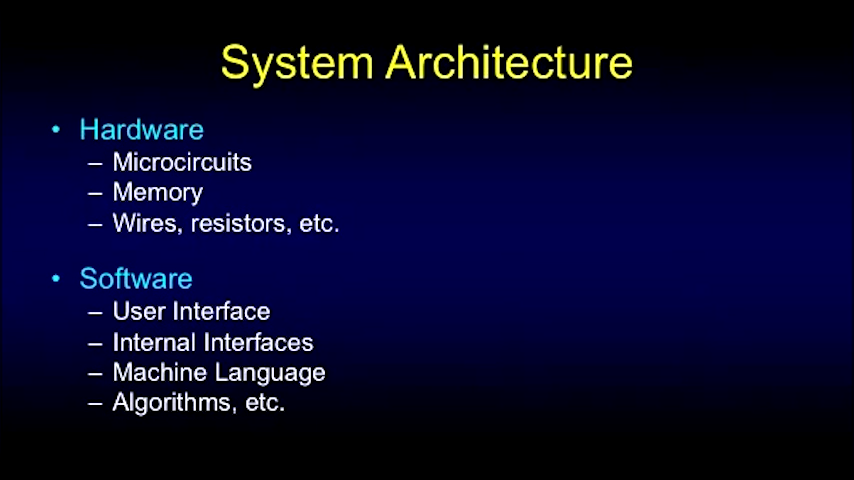 System Architecture
• Hardware
– Microcircuits
– Memory
– Wires, resistors, etc.
• Software
– User Interface
– Internal Interfaces
– Machine Language
– Algorithms, etc.